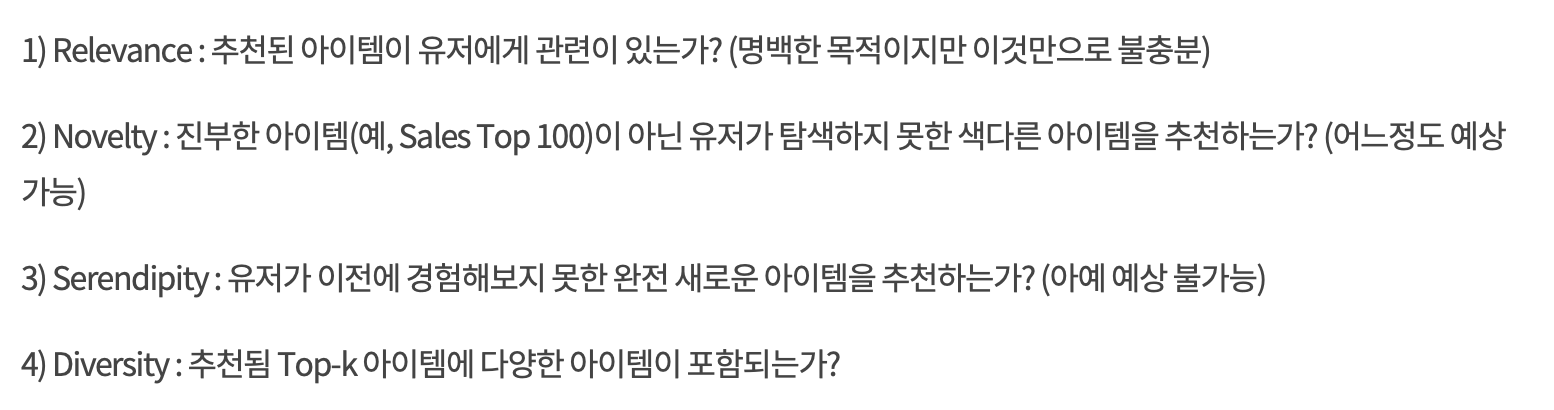 1) Relevance : 추천된 아이템이 유저에게 관련이 있는가? (명백한 목적이지만 이것만으로 불충분)
2) Novelty : 진부한 아이템(예, Sales Top 100)이 아닌 유저가 탐색하지 못한 색다른 아이템을 추천하는가? (어느정도 예상
가능)
3) Serendipity : 유저가 이전에 경험해보지 못한 완전 새로운 아이템을 추천하는가? (아예 예상 불가능)
4) Diversity : 추천됨 Top-k 아이템에 다양한 아이템이 포함되는가?